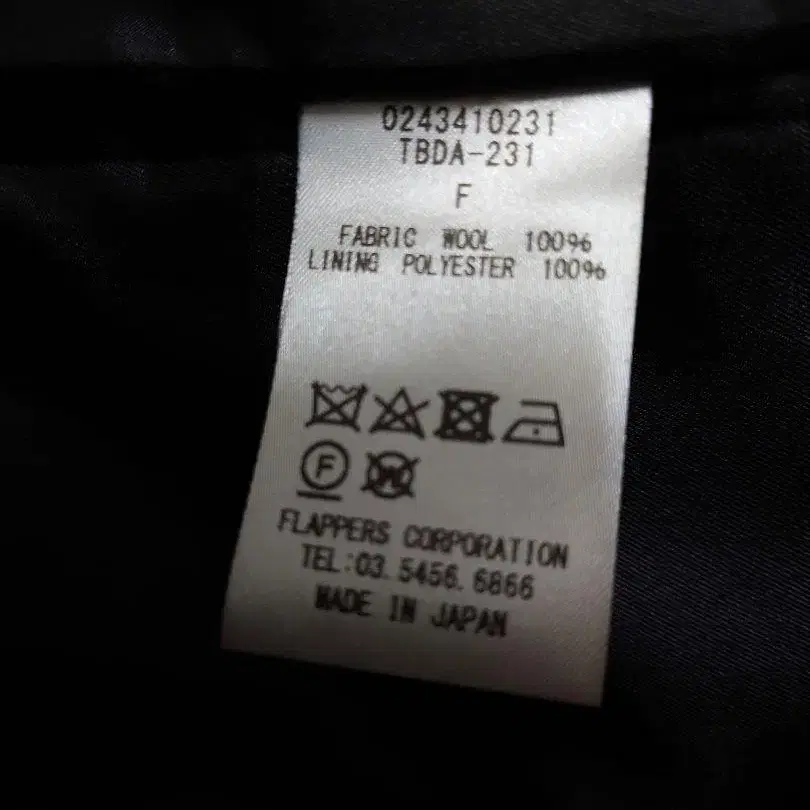 0243410231
TBDA-231
F
FABRIC WOOL 100%
LINING POLYESTER 100%
F
W
FLAPPERS CORPORATION
TEL:03.5456.6866
MADE IN JAPAN